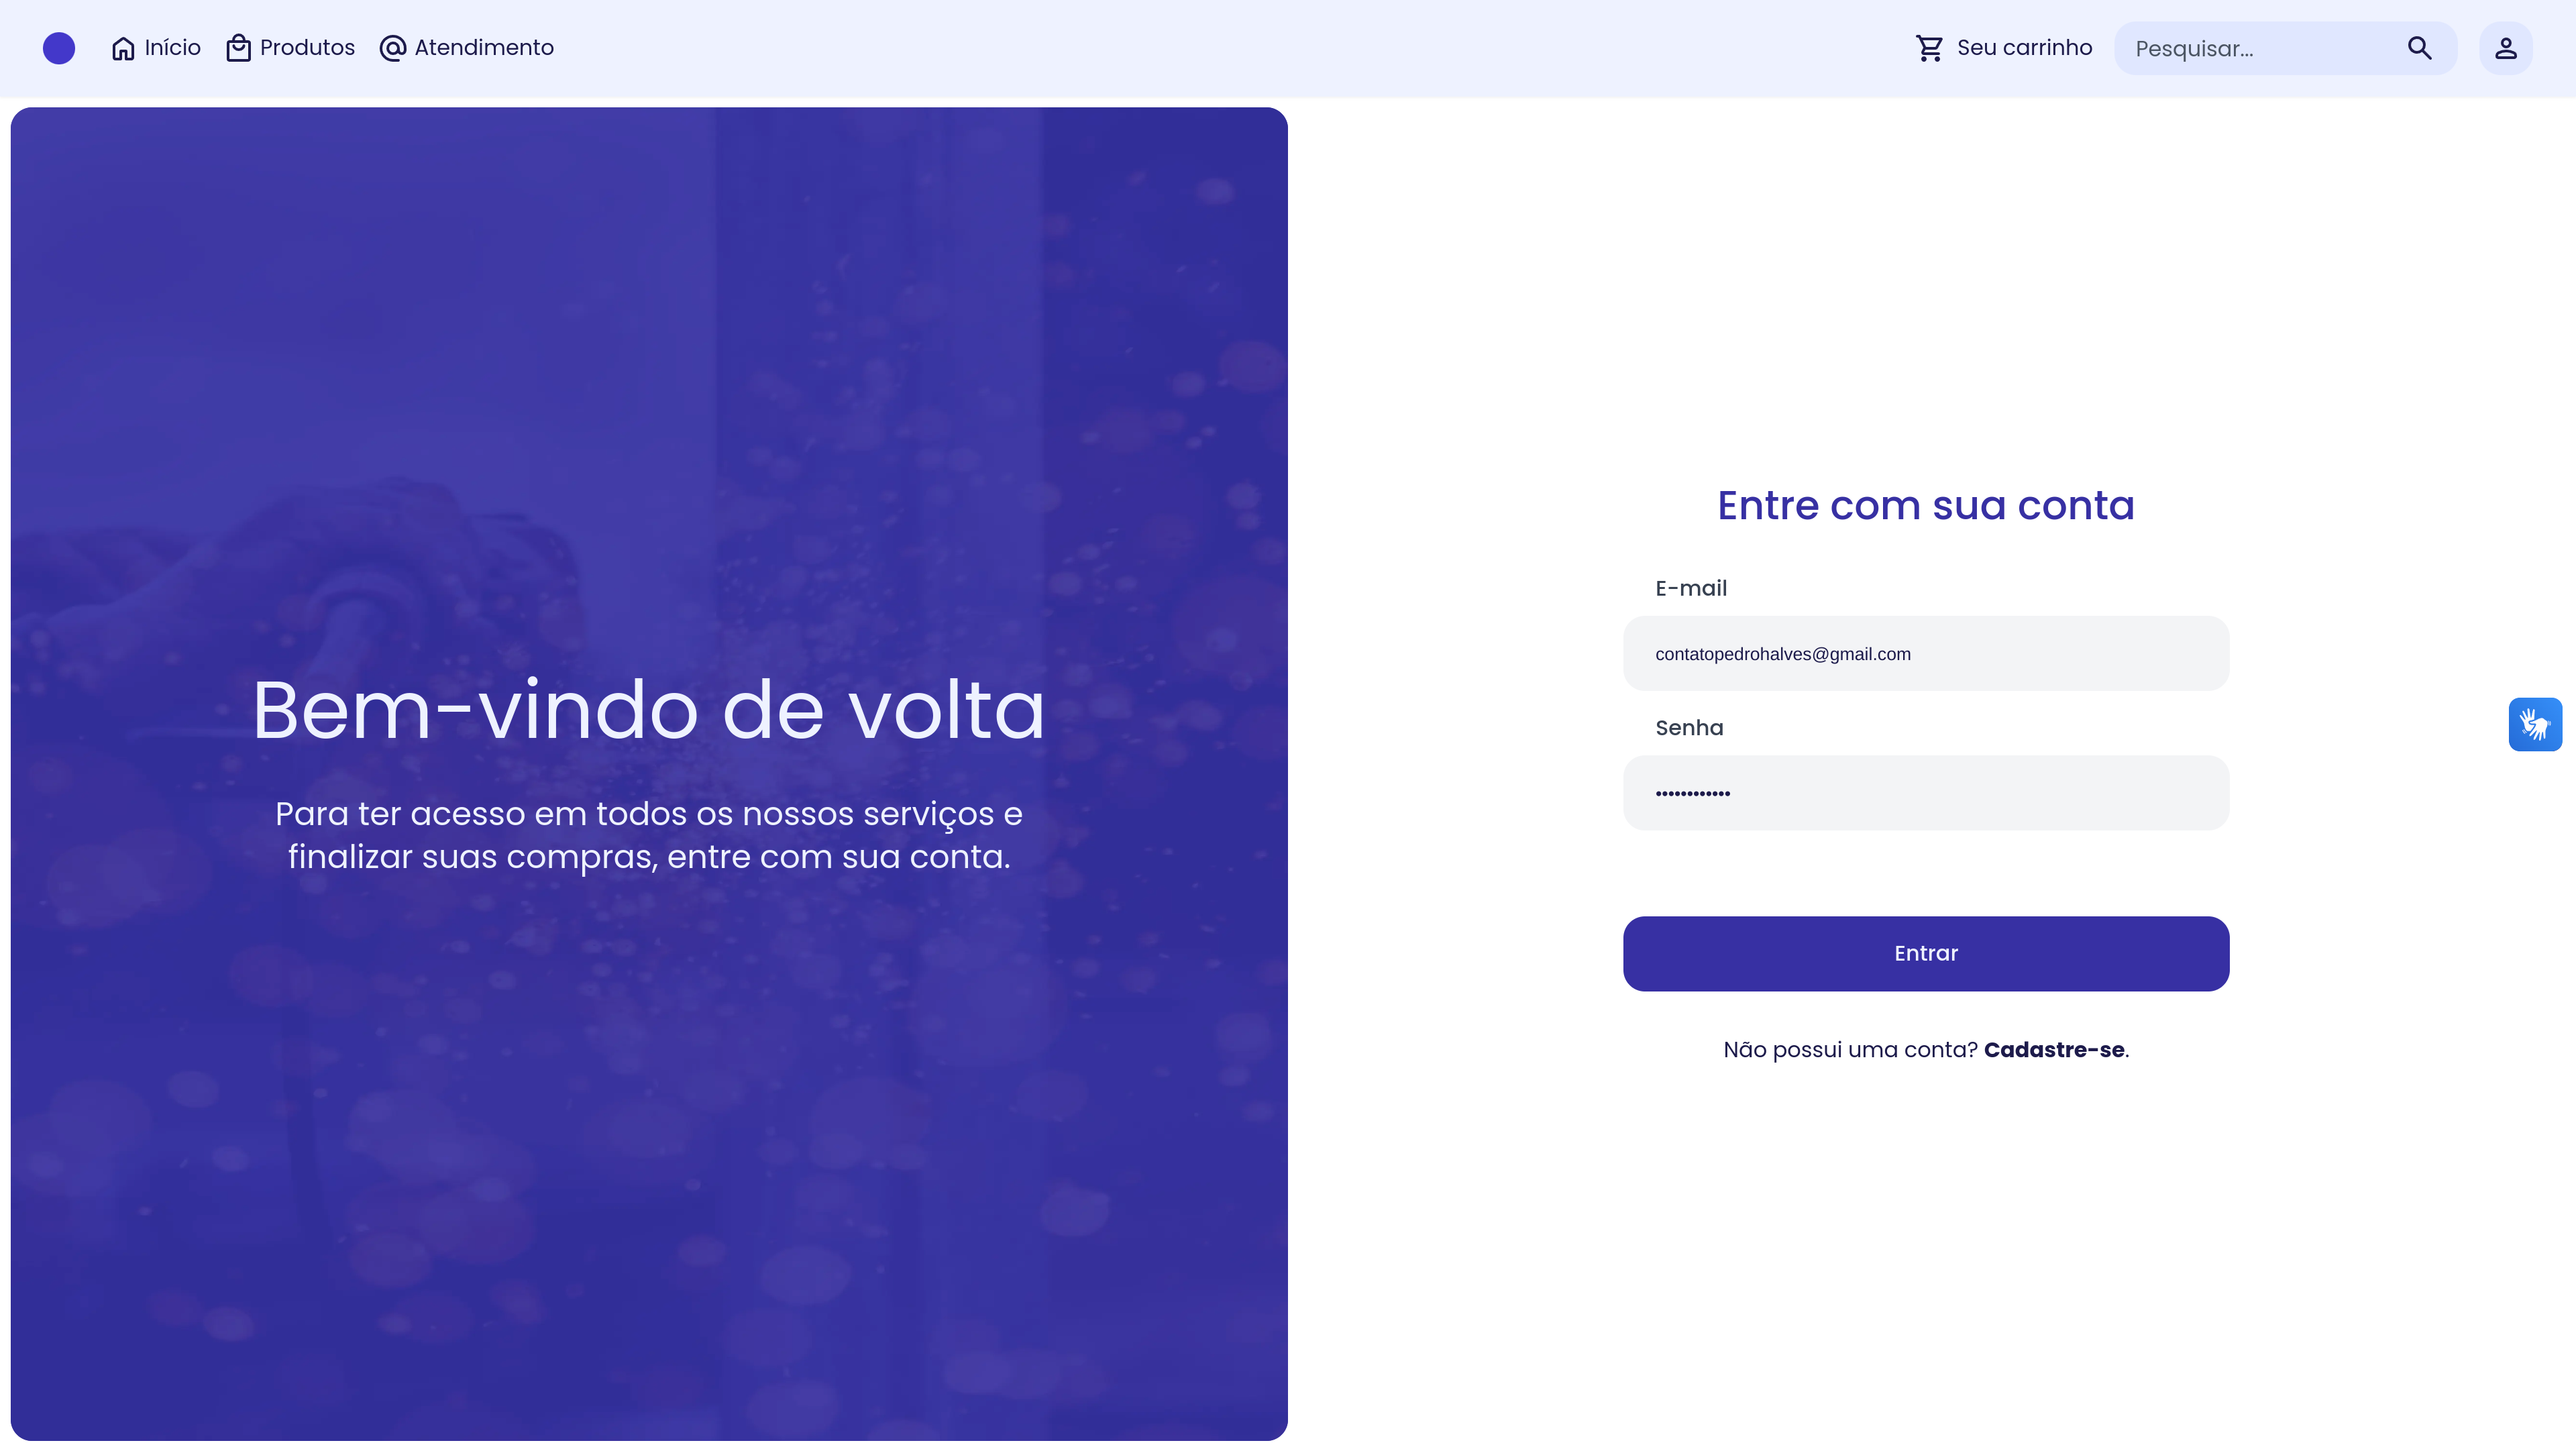 Início
Produtos
Atendimento
Seu carrinho
Pesquisar...
Bem-vindo de volta
Para ter acesso em todos os nossos serviços e
finalizar suas compras, entre com sua conta.
Entre com sua conta
E-mail
contatopedrohalves@gmail.com
Senha
••••••••••••
Entrar
Não possui uma conta? Cadastre-se.